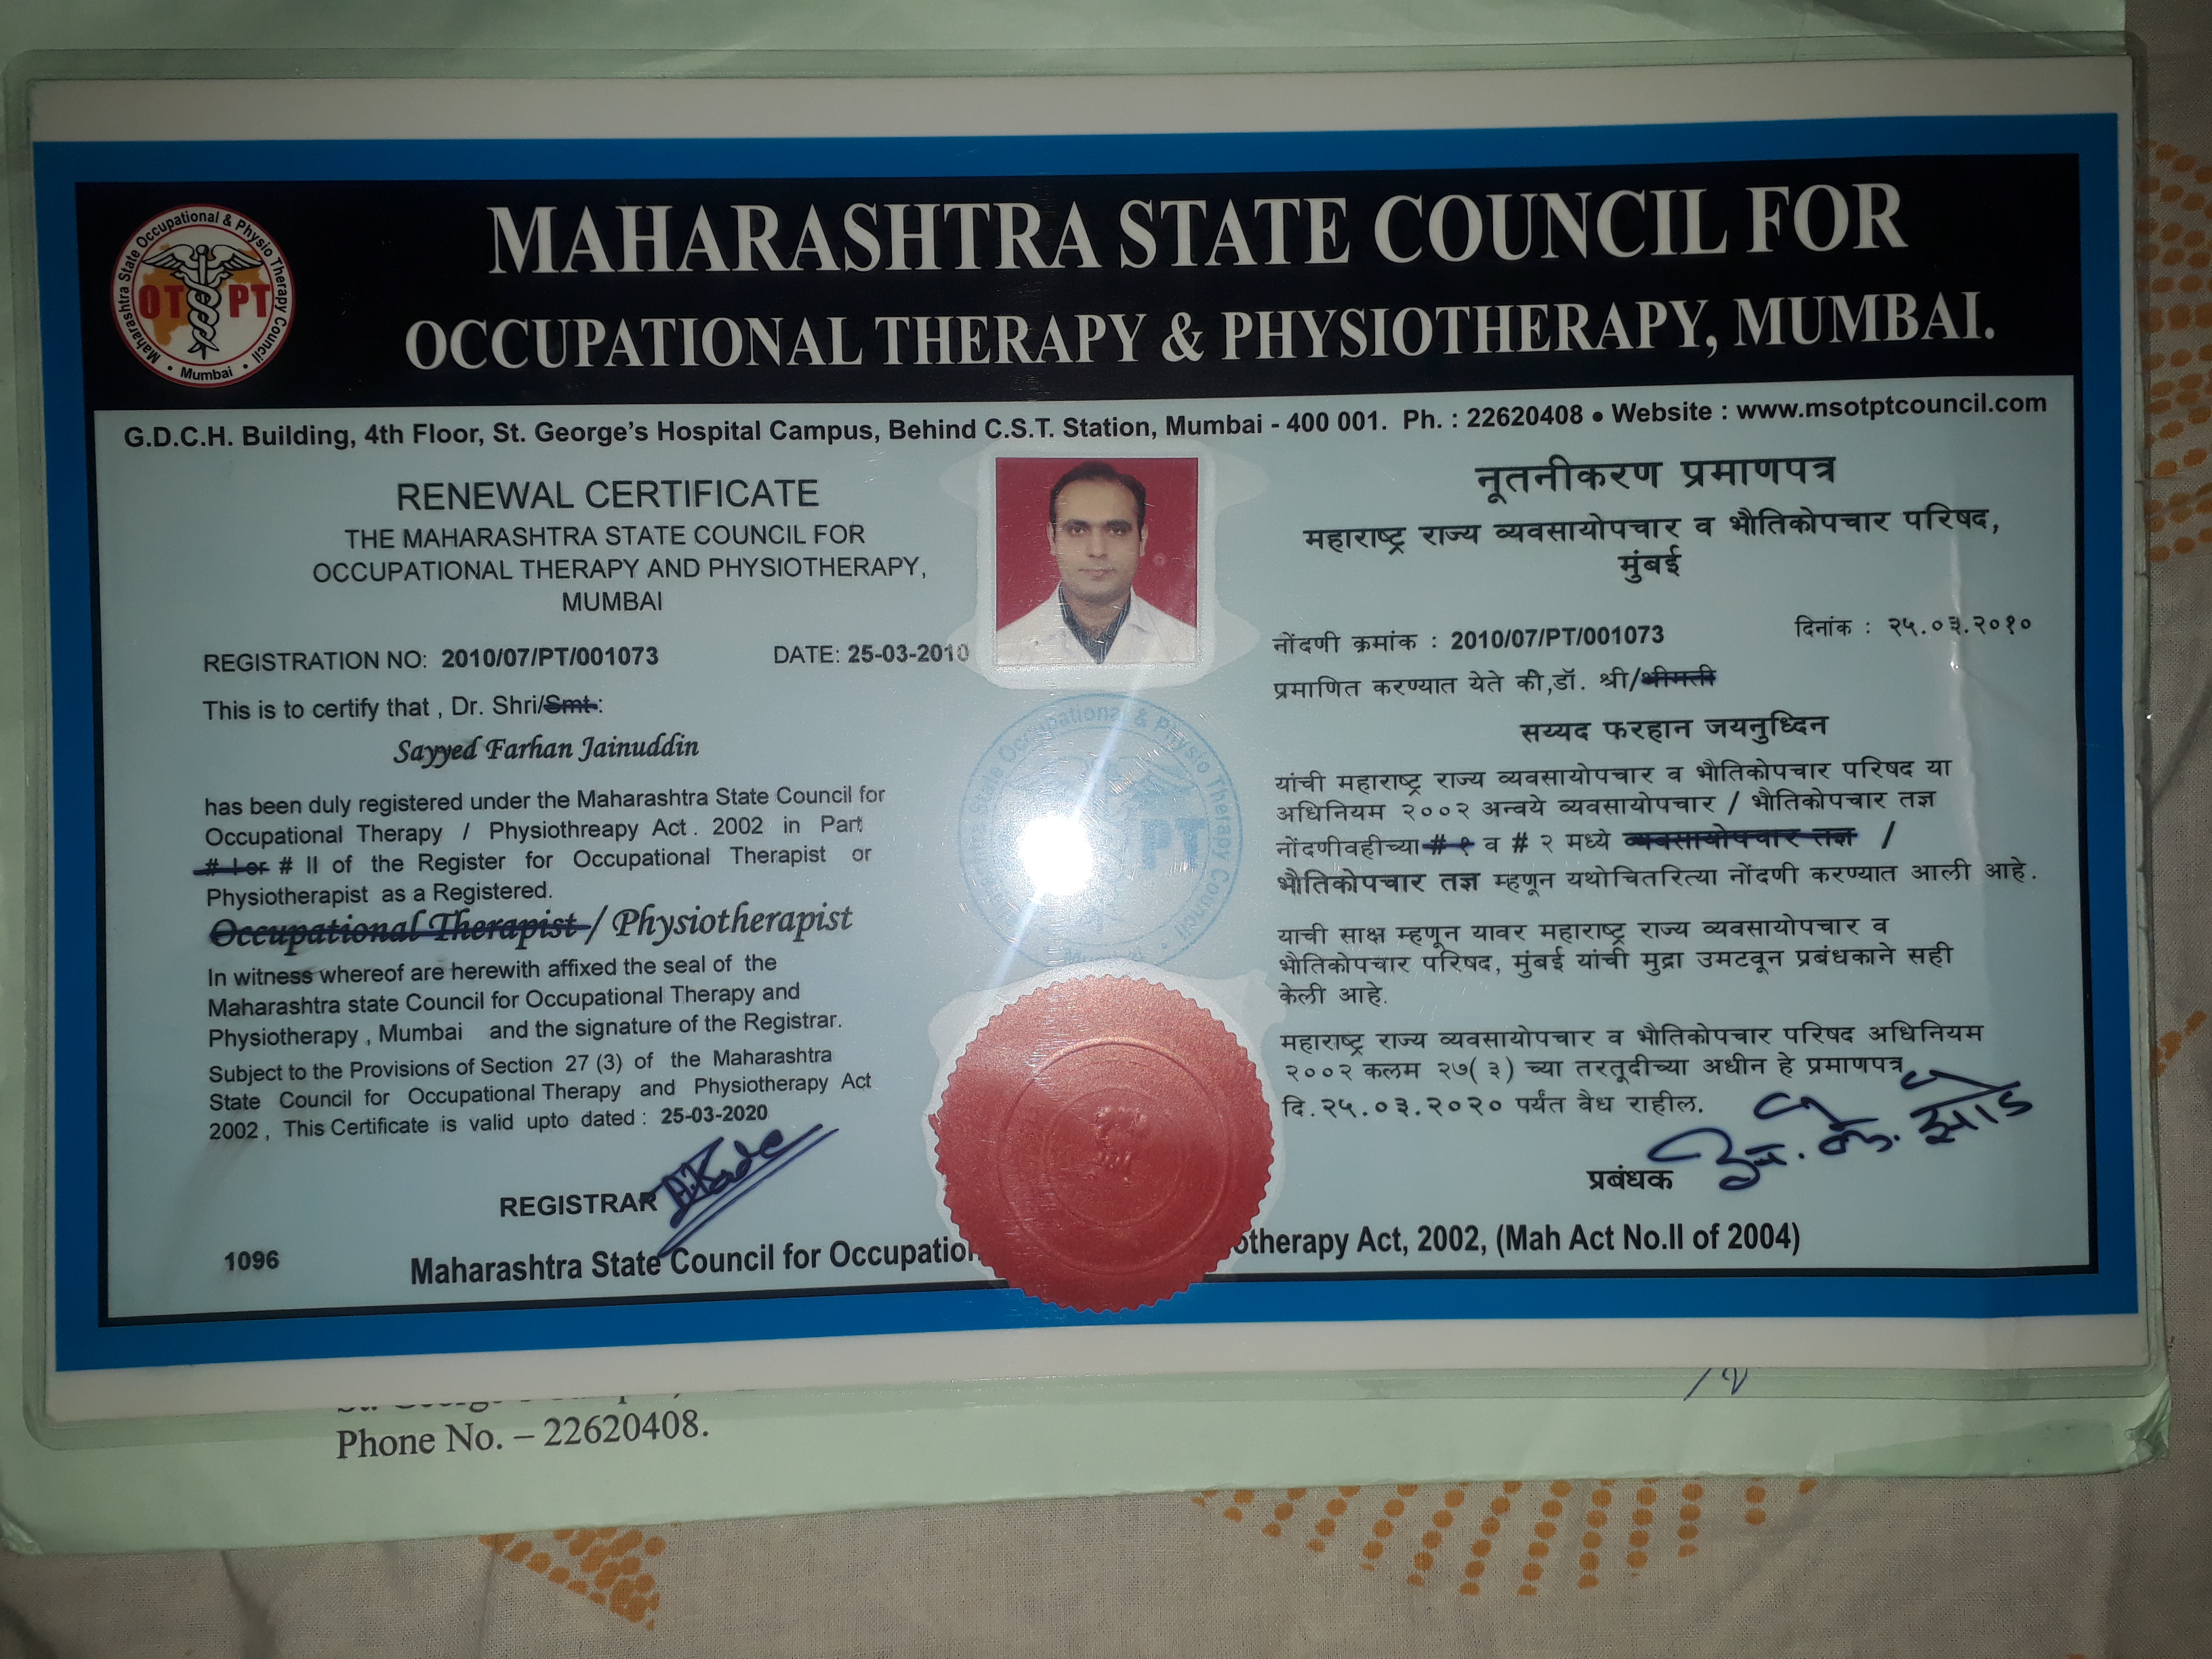 MAHARASHTRA STATE COUNCIL FOR
OCCUPATIONAL THERAPY & PHYSIOTHERAPY, MUMBAI.
Maharashtra State Occupational & Physio Therapy Council
OT PT
• Mumbai •
G.D.C.H. Building, 4th Floor, St. George's Hospital Campus, Behind C.S.T. Station, Mumbai - 400 001. Ph. : 22620408 • Website : www.msotptcouncil.com
RENEWAL CERTIFICATE
THE MAHARASHTRA STATE COUNCIL FOR
OCCUPATIONAL THERAPY AND PHYSIOTHERAPY,
MUMBAI
REGISTRATION NO: 2010/07/PT/001073 DATE: 25-03-2010
This is to certify that , Dr. Shri/Smt.:
Sayyed Farhan Jainuddin
has been duly registered under the Maharashtra State Council for
Occupational Therapy / Physiothreapy Act. 2002 in Part
# I or # II of the Register for Occupational Therapist or
Physiotherapist as a Registered.
Occupational Therapist / Physiotherapist
In witness whereof are herewith affixed the seal of the
Maharashtra state Council for Occupational Therapy and
Physiotherapy , Mumbai and the signature of the Registrar.
Subject to the Provisions of Section 27 (3) of the Maharashtra
State Council for Occupational Therapy and Physiotherapy Act
2002 , This Certificate is valid upto dated : 25-03-2020
REGISTRAR
नूतनीकरण प्रमाणपत्र
महाराष्ट्र राज्य व्यवसायोपचार व भौतिकोपचार परिषद,
मुंबई
नोंदणी क्रमांक : 2010/07/PT/001073 दिनांक : २५.०३.२०१०
प्रमाणित करण्यात येते की,डॉ. श्री/श्रीमती
सय्यद फरहान जयनुध्दिन
यांची महाराष्ट्र राज्य व्यवसायोपचार व भौतिकोपचार परिषद या
अधिनियम २००२ अन्वये व्यवसायोपचार / भौतिकोपचार तज्ञ
नोंदणीवहीच्या # १ व # २ मध्ये व्यवसायोपचार तज्ञ /
भौतिकोपचार तज्ञ म्हणून यथोचितरित्या नोंदणी करण्यात आली आहे.
याची साक्ष म्हणून यावर महाराष्ट्र राज्य व्यवसायोपचार व
भौतिकोपचार परिषद, मुंबई यांची मुद्रा उमटवून प्रबंधकाने सही
केली आहे.
महाराष्ट्र राज्य व्यवसायोपचार व भौतिकोपचार परिषद अधिनियम
२००२ कलम २७(३) च्या तरतूदीच्या अधीन हे प्रमाणपत्र
दि.२५.०३.२०२० पर्यंत वैध राहील.
प्रबंधक
1096
Maharashtra State Council for Occupation otherapy Act, 2002, (Mah Act No.II of 2004)
Phone No. – 22620408.